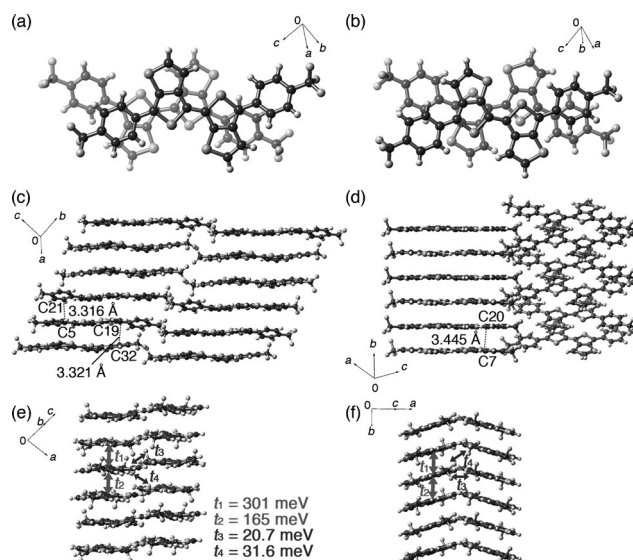 (a)
0
c
b
a
(b)
0
c
b
a
(c)
c
b
0
a
C21
3.316 Å
C5
C19
C32
3.321 Å
(d)
C20
3.445 Å
C7
b
a
c
0
(e)
c
b
0
a
t1
t3
t2
t4
t1 = 301 meV
t2 = 165 meV
t3 = 20.7 meV
t4 = 31.6 meV
(f)
0
c
a
b
t1
t4
t2
t3